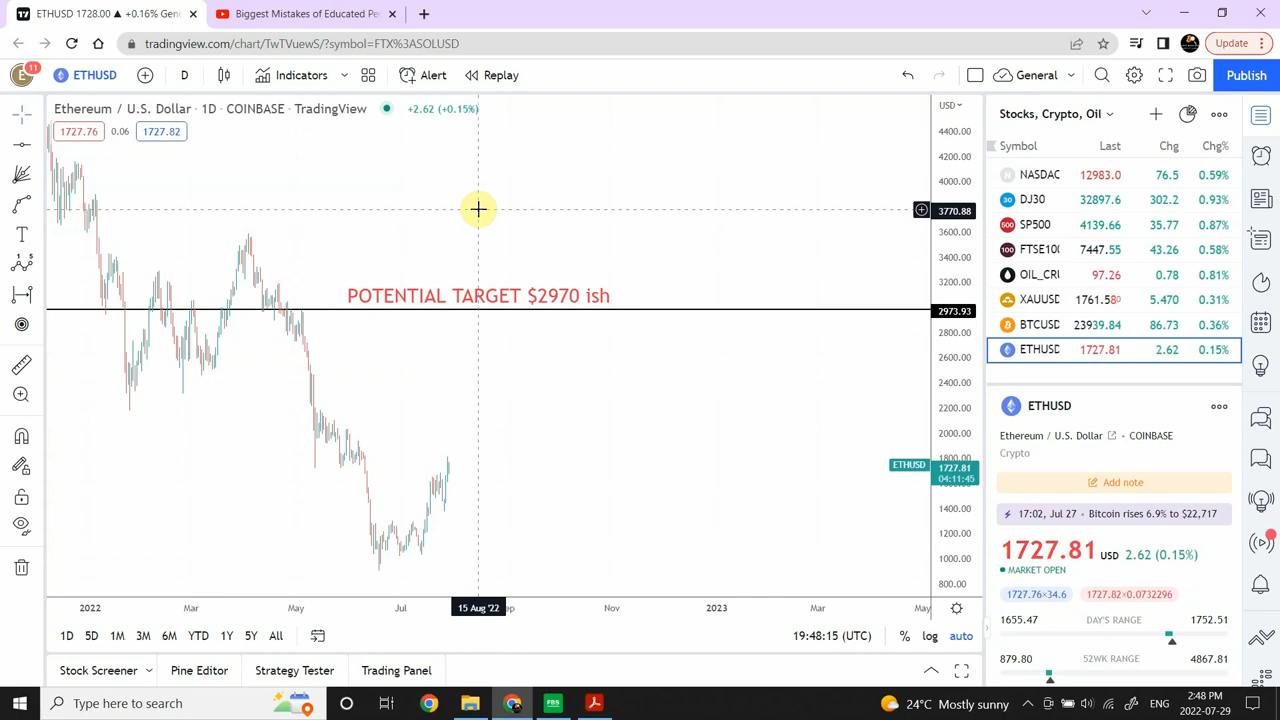 ETHUSD 1728.00 ▲ +0.16% Gen
Biggest Mistakes of Educated Pe
tradingview.com/chart/TwTVuewS/?symbol=FTX%3ASOLUSD
Update
E 11
ETHUSD
D
Indicators
Alert
Replay
General
Publish
Ethereum / U.S. Dollar · 1D · COINBASE · TradingView
+2.62 (+0.15%)
1727.76 0.06 1727.82
USD
4400.00
4200.00
4000.00
3770.88
3600.00
3400.00
3200.00
POTENTIAL TARGET $2970 ish
2973.93
2800.00
2600.00
2400.00
2200.00
2000.00
1800.00
ETHUSD 1727.81
04:11:45
1400.00
1200.00
1000.00
800.00
2022 Mar May Jul 15 Aug '22 ep Nov 2023 Mar May
1D 5D 1M 3M 6M YTD 1Y 5Y All
19:48:15 (UTC) % log auto
Stock Screener Pine Editor Strategy Tester Trading Panel
Stocks, Crypto, Oil
Symbol Last Chg Chg%
NASDAC 12983.0 76.5 0.59%
30 DJ30 32897.6 302.2 0.93%
500 SP500 4139.66 35.77 0.87%
100 FTSE10 7447.55 43.26 0.58%
OIL_CRU 97.26 0.78 0.81%
XAUUSD 1761.580 5.470 0.31%
BTCUSD 23939.84 86.73 0.36%
ETHUSD 1727.81 2.62 0.15%
ETHUSD
Ethereum / U.S. Dollar · COINBASE
Crypto
Add note
17:02, Jul 27 · Bitcoin rises 6.9% to $22,717
1727.81 USD 2.62 (0.15%)
MARKET OPEN
1727.76×34.6 1727.82×0.0732296
1655.47 DAY'S RANGE 1752.51
879.80 52WK RANGE 4867.81
Type here to search
FBS
24°C Mostly sunny
ENG
2:48 PM
2022-07-29